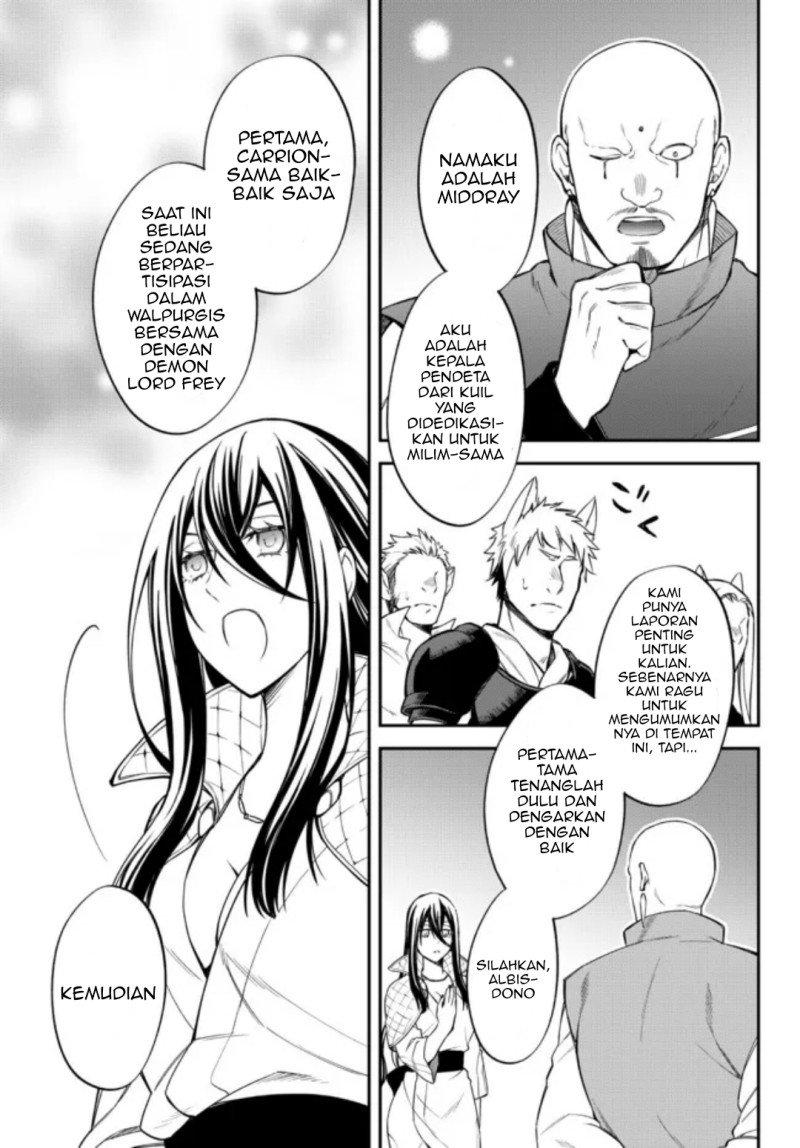 NAMAKU
ADALAH
MIDDRAY
AKU
ADALAH
KEPALA
PENDETA
DARI KUIL
YANG
DIDEDIKASI-
KAN UNTUK
MILIM-SAMA
ごくっ
KAMI
PUNYA
LAPORAN
PENTING
UNTUK
KALIAN.
SEBENARNYA
KAMI RAGU
UNTUK
MENGUMUMKAN
NYA DI TEMPAT
INI, TAPI...
PERTAMA-
TAMA
TENANGLAH
DULU DAN
DENGARKAN
DENGAN
BAIK
SILAHKAN,
ALBIS-
DONO
PERTAMA,
CARRION-
SAMA BAIK-
BAIK SAJA
SAAT INI
BELIAU
SEDANG
BERPAR-
TISIPASI
DALAM
WALPURGIS
BERSAMA
DENGAN
DEMON
LORD FREY
KEMUDIAN